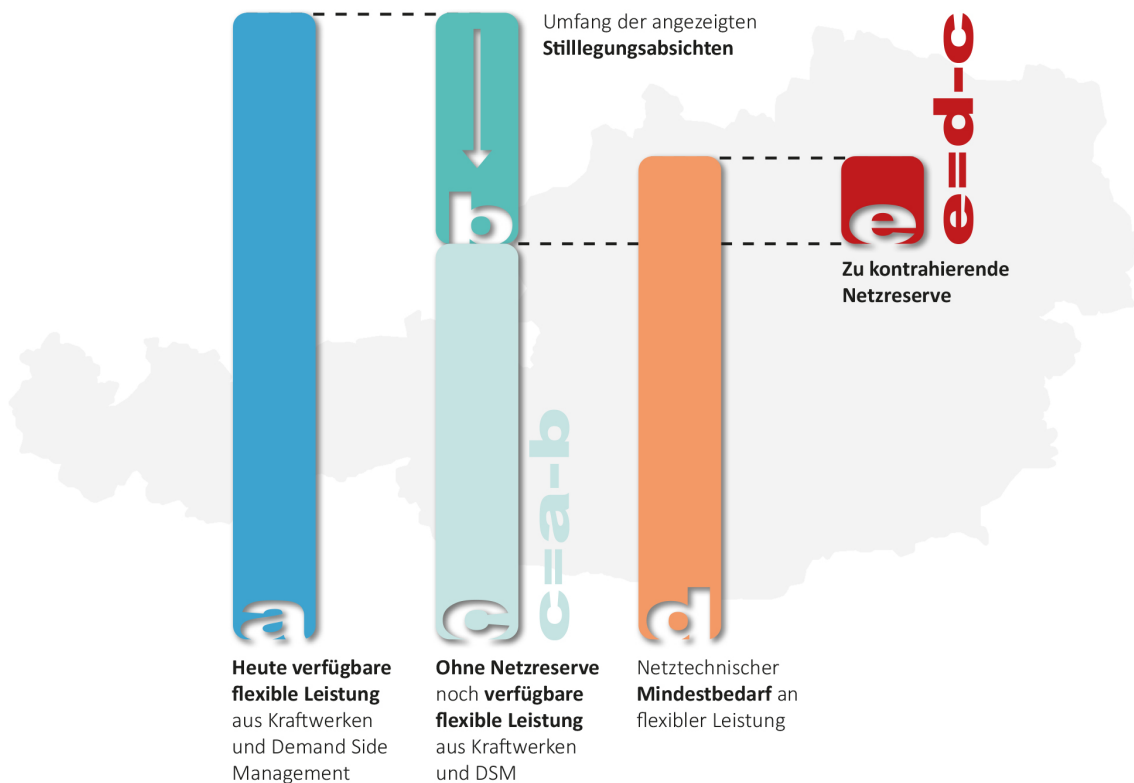 Umfang der angezeigten
Stilllegungsabsichten
b
e=d-c
e
Zu kontrahierende
Netzreserve
c=a-b
a
c
d
Heute verfügbare
flexible Leistung
aus Kraftwerken
und Demand Side
Management
Ohne Netzreserve
noch verfügbare
flexible Leistung
aus Kraftwerken
und DSM
Netztechnischer
Mindestbedarf an
flexibler Leistung